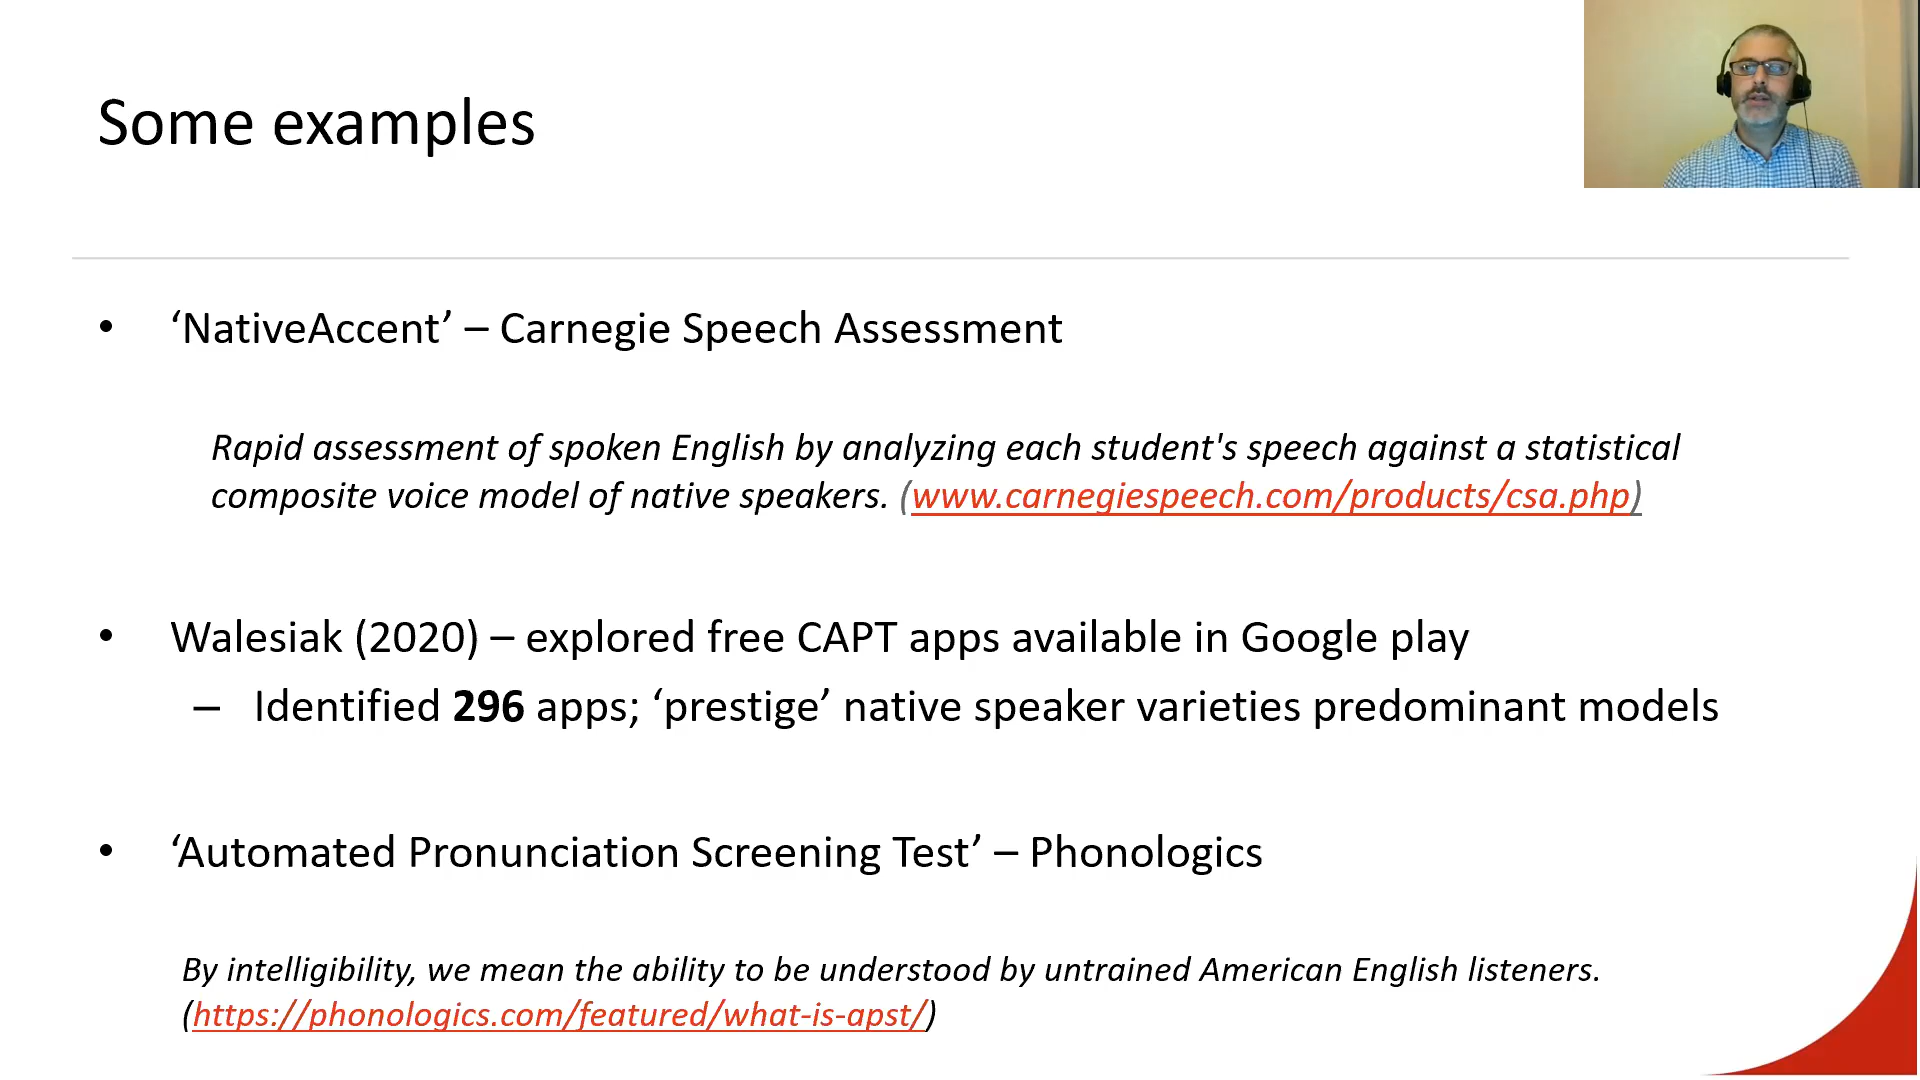 Some examples
• ‘NativeAccent’ – Carnegie Speech Assessment
Rapid assessment of spoken English by analyzing each student's speech against a statistical
composite voice model of native speakers. (www.carnegiespeech.com/products/csa.php)
• Walesiak (2020) – explored free CAPT apps available in Google play
– Identified 296 apps; ‘prestige’ native speaker varieties predominant models
• ‘Automated Pronunciation Screening Test’ – Phonologics
By intelligibility, we mean the ability to be understood by untrained American English listeners.
(https://phonologics.com/featured/what-is-apst/)